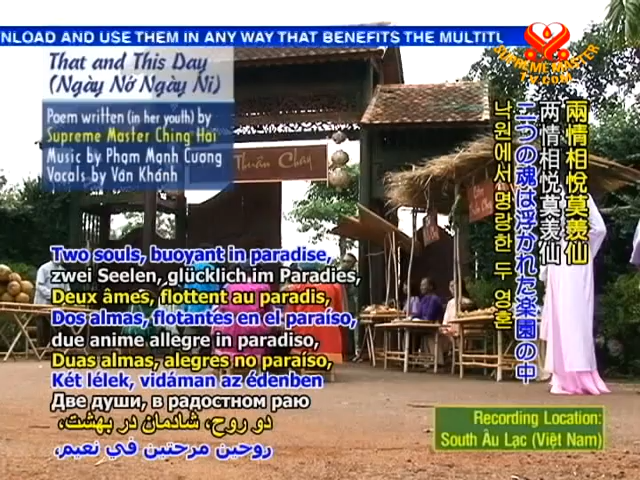 NLOAD AND USE THEM IN ANY WAY THAT BENEFITS THE MULTITU
SUPREME MASTER
TV.com
That and This Day
(Ngày Nớ Ngày Ni)
Poem written (in her youth) by
Supreme Master Ching Hai
Music by Phạm Mạnh Cương
Vocals by Vân Khánh
Thuần Chay
兩情相悅莫羨仙
两情相悦莫羡仙
二つの魂は浮かれた楽園の中
낙원에서 명랑한 두 영혼
Two souls, buoyant in paradise,
zwei Seelen, glücklich im Paradies,
Deux âmes, flottent au paradis,
Dos almas, flotantes en el paraíso,
due anime allegre in paradiso,
Duas almas, alegres no paraíso,
Két lélek, vidáman az édenben
Две души, в радостном раю
دو روح، شادمان در بهشت،
روحين مرحتين في نعيم،
Recording Location:
South Âu Lạc (Việt Nam)